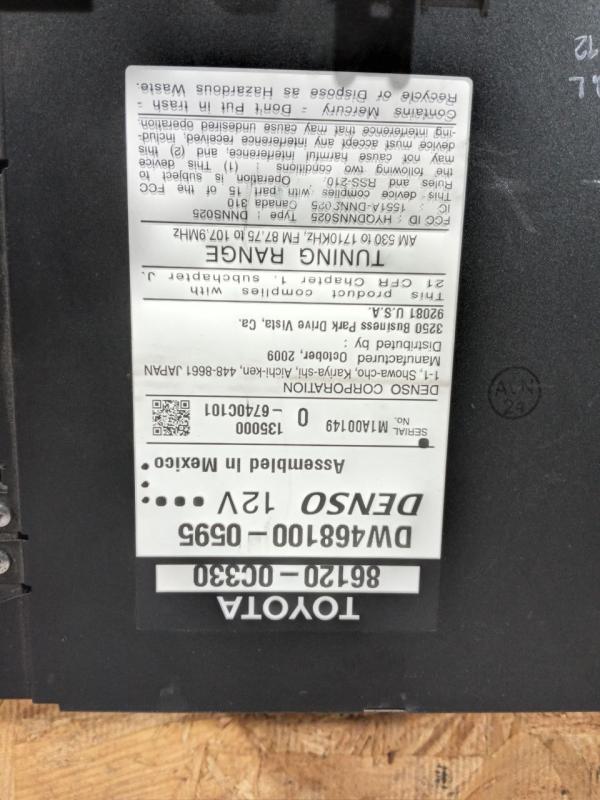 TOYOTA
86120-0C330
DW468100-0595
DENSO 12V
Assembled In Mexico
SERIAL No. M1A00149 0 135000
-6740C101
DENSO CORPORATION
1-1, Showa-cho, Kariya-shi, Aichi-ken, 448-8661 JAPAN
Manufactured October, 2009
Distributed by :
3250 Business Park Drive Vista, Ca.
92081 U.S.A.
This product complies with
21 CFR Chapter 1. subchapter J.
TUNING RANGE
AM 530 to 1710KHz, FM 87.75 to 107.9MHz
FCC ID : HYQDNNS025 Type : DNNS025
IC : 1551A-DNNS025 Canada 310
This device complies with part 15 of the FCC
Rules and RSS-210. Operation is subject to
the following two conditions : (1) This device
may not cause harmful interference, and (2) this
device must accept any interference received, includ-
ing interference that may cause undesired operation.
Contains Mercury - Don't Put in trash -
Recycle or Dispose as Hazardous Waste.
12